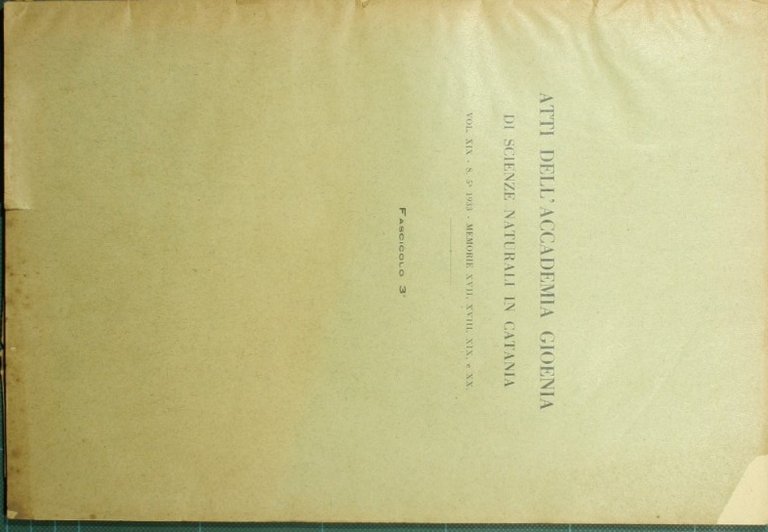 ATTI DELL'ACCADEMIA GIOENIA
DI SCIENZE NATURALI IN CATANIA
VOL. XIX - S. 5ª 1933 - MEMORIE XVII, XVIII, XIX, e XX.
FASCICOLO 3°